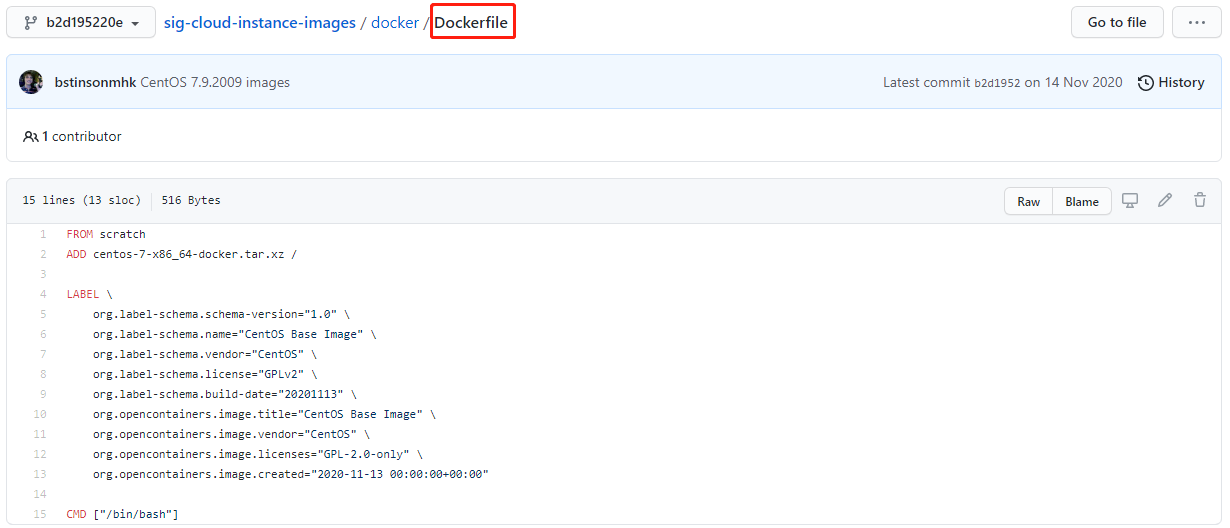 b2d195220e sig-cloud-instance-images / docker / Dockerfile Go to file ...
bstinsonmhk CentOS 7.9.2009 images Latest commit b2d1952 on 14 Nov 2020 History
1 contributor
15 lines (13 sloc) 516 Bytes Raw Blame
1 FROM scratch
2 ADD centos-7-x86_64-docker.tar.xz /
3
4 LABEL \
5 org.label-schema.schema-version="1.0" \
6 org.label-schema.name="CentOS Base Image" \
7 org.label-schema.vendor="CentOS" \
8 org.label-schema.license="GPLv2" \
9 org.label-schema.build-date="20201113" \
10 org.opencontainers.image.title="CentOS Base Image" \
11 org.opencontainers.image.vendor="CentOS" \
12 org.opencontainers.image.licenses="GPL-2.0-only" \
13 org.opencontainers.image.created="2020-11-13 00:00:00+00:00"
14
15 CMD ["/bin/bash"]